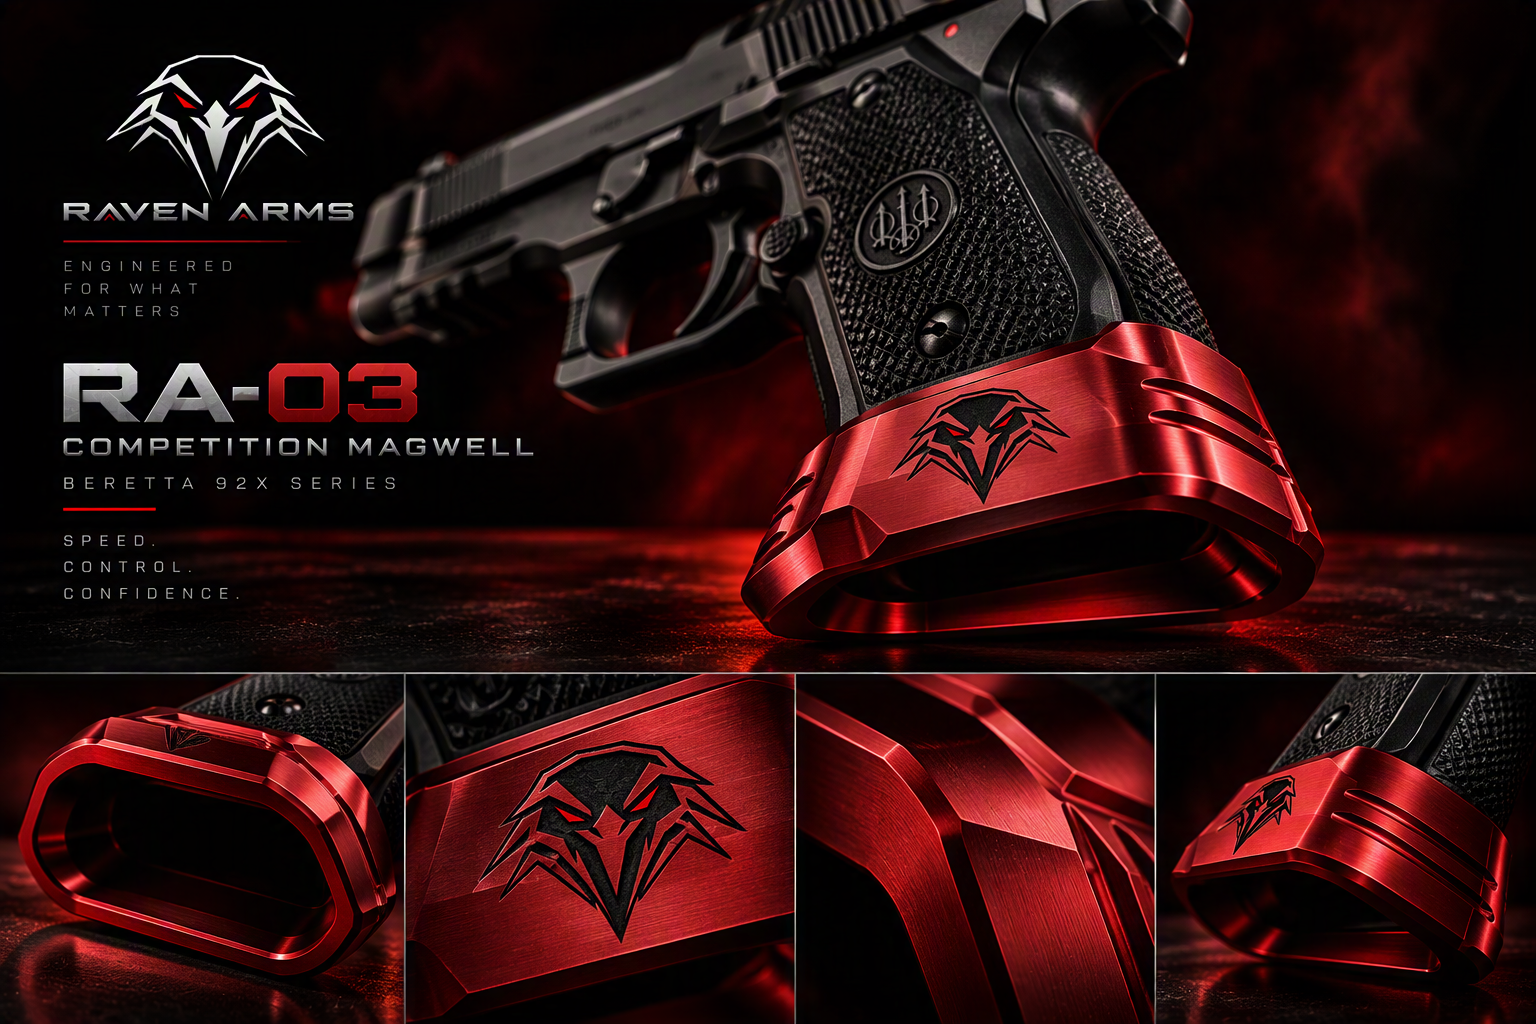 RAVEN ARMS
ENGINEERED
FOR WHAT
MATTERS
RA-03
COMPETITION MAGWELL
BERETTA 92X SERIES
SPEED.
CONTROL.
CONFIDENCE.